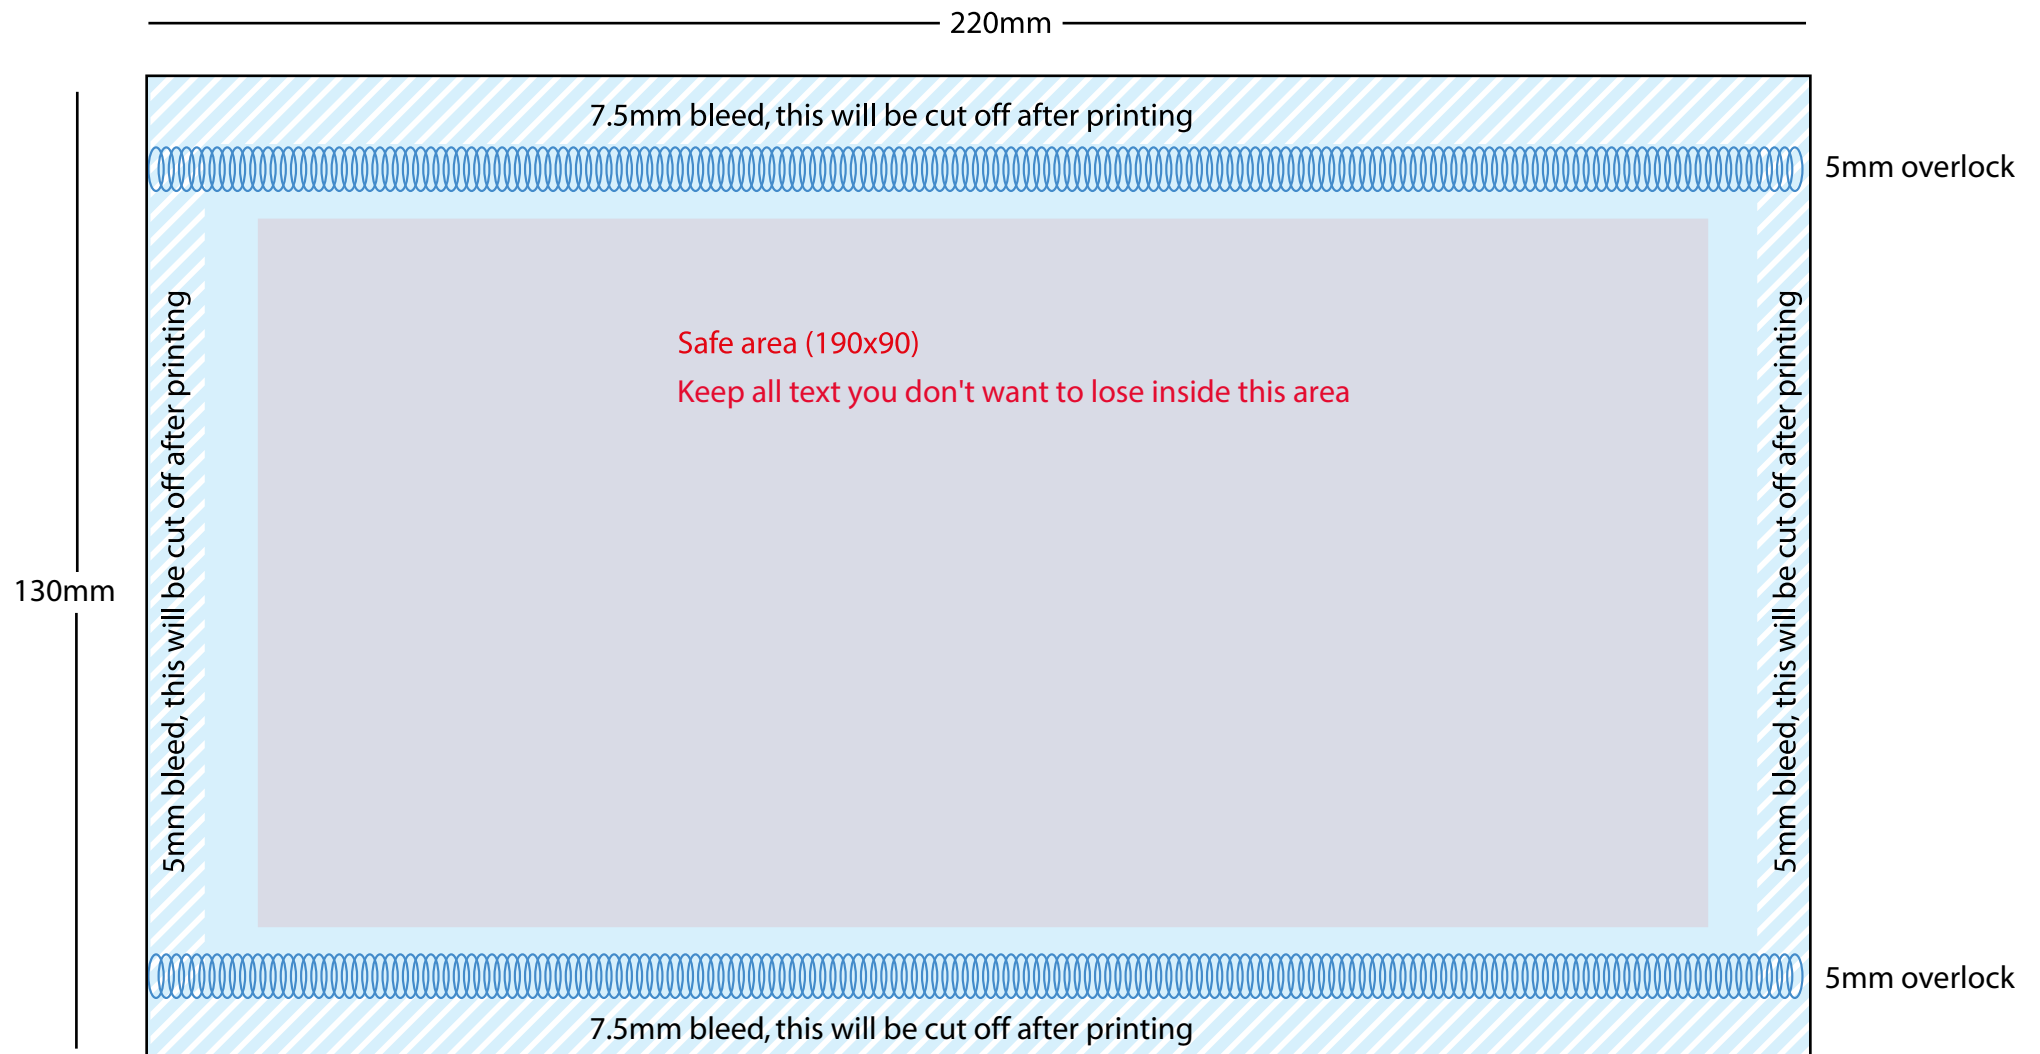 220mm
7.5mm bleed, this will be cut off after printing
5mm overlock
5mm bleed, this will be cut off after printing
5mm bleed, this will be cut off after printing
Safe area (190x90)
Keep all text you don't want to lose inside this area
130mm
5mm overlock
7.5mm bleed, this will be cut off after printing